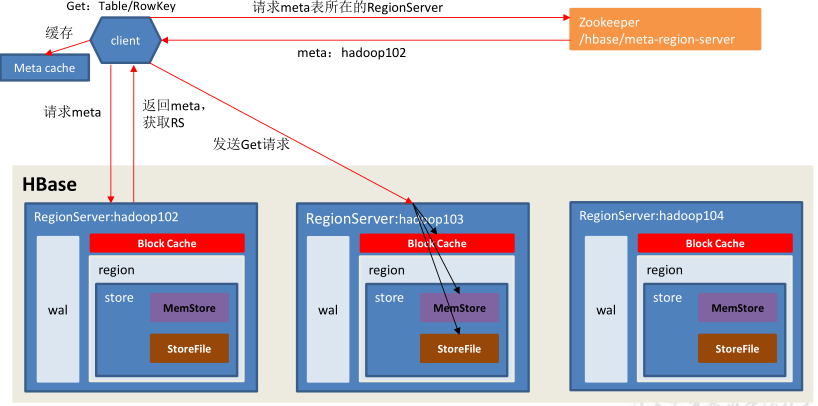 Get：Table/RowKey
请求meta表所在的RegionServer
Zookeeper
/hbase/meta-region-server
缓存
client
meta：hadoop102
Meta cache
请求meta
返回meta，
获取RS
发送Get请求
HBase
RegionServer:hadoop102
Block Cache
wal
region
store
MemStore
StoreFile
RegionServer:hadoop103
Block Cache
wal
region
store
MemStore
StoreFile
RegionServer:hadoop104
Block Cache
wal
region
store
MemStore
StoreFile